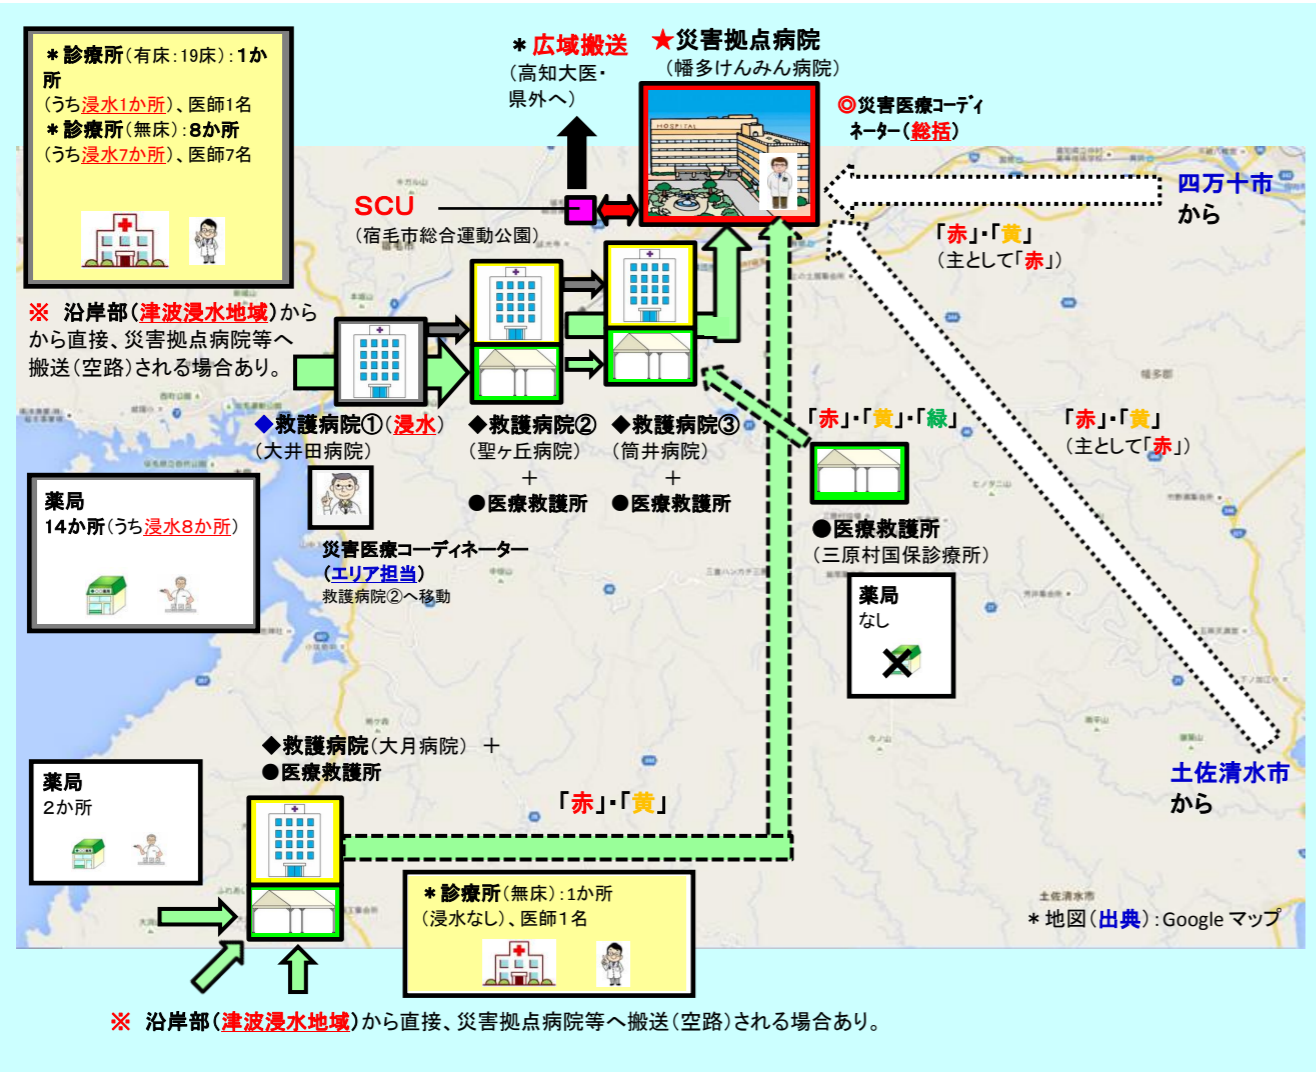 ＊診療所（有床：19床）：１か
所
（うち浸水1か所）、医師1名
＊診療所（無床）：８か所
（うち浸水7か所）、医師7名
＊広域搬送
（高知大医・
県外へ）
★災害拠点病院
（幡多けんみん病院）
HOSPITAL
◎災害医療コーディ
ネーター（総括）
四万十市
から
SCU
（宿毛市総合運動公園）
「赤」・「黄」
（主として「赤」）
※　沿岸部（津波浸水地域）から
から直接、災害拠点病院等へ
搬送（空路）される場合あり。
◆救護病院①（浸水）
（大井田病院）
◆救護病院②
（聖ヶ丘病院）
＋
●医療救護所
◆救護病院③
（筒井病院）
＋
●医療救護所
「赤」・「黄」・「緑」
「赤」・「黄」
（主として「赤」）
幡多郡
薬局
14か所（うち浸水８か所）
災害医療コーディネーター
（エリア担当）
救護病院②へ移動
●医療救護所
（三原村国保診療所）
薬局
なし
◆救護病院（大月病院）　＋
●医療救護所
土佐清水市
から
薬局
２か所
「赤」・「黄」
＊診療所（無床）：1か所
（浸水なし）、医師１名
土佐清水市
＊地図（出典）：Google マップ
※　沿岸部（津波浸水地域）から直接、災害拠点病院等へ搬送（空路）される場合あり。